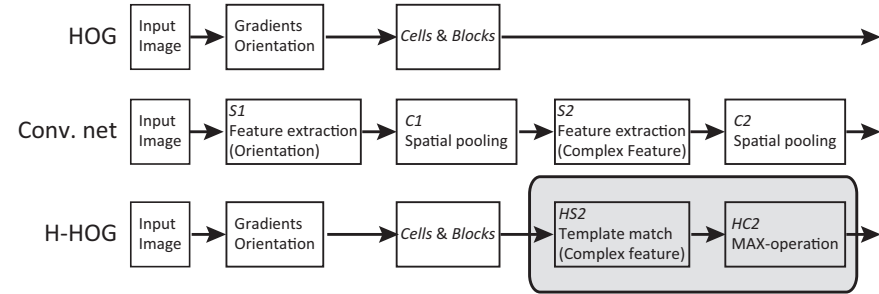 HOG
Input
Image
Gradients
Orientation
Cells & Blocks
Conv. net
Input
Image
S1
Feature extraction
(Orientation)
C1
Spatial pooling
S2
Feature extraction
(Complex Feature)
C2
Spatial pooling
H-HOG
Input
Image
Gradients
Orientation
Cells & Blocks
HS2
Template match
(Complex feature)
HC2
MAX-operation